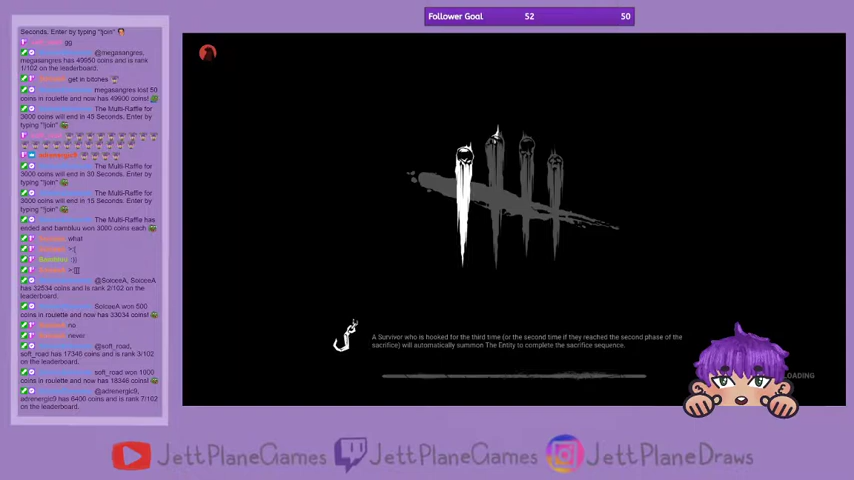 Follower Goal 52 50
Seconds. Enter by typing "!join"
gg
@megasangres,
megasangres has 49950 coins and is rank
1/102 on the leaderboard.
get in bitches
megasangres lost 50
coins in roulette and now has 49900 coins!
The Multi-Raffle for
3000 coins will end in 45 Seconds. Enter by
typing "!join"
adrenergic9
The Multi-Raffle for
3000 coins will end in 30 Seconds. Enter by
typing "!join"
The Multi-Raffle for
3000 coins will end in 15 Seconds. Enter by
typing "!join"
The Multi-Raffle has
ended and bambluu won 3000 coins each
what
>:(
:))
>:[[[
@SoiceeA, SoiceeA
has 32534 coins and is rank 2/102 on the
leaderboard.
SoiceeA won 500
coins in roulette and now has 33034 coins!
no
never
@soft_road,
soft_road has 17346 coins and is rank 3/102
on the leaderboard.
soft_road won 1000
coins in roulette and now has 18346 coins!
@adrenergic9,
adrenergic9 has 6400 coins and is rank 7/102
on the leaderboard.
A Survivor who is hooked for the third time (or the second time if they reached the second phase of the
sacrifice) will automatically summon The Entity to complete the sacrifice sequence.
LOADING
JettPlaneGames JettPlaneGames JettPlaneDraws